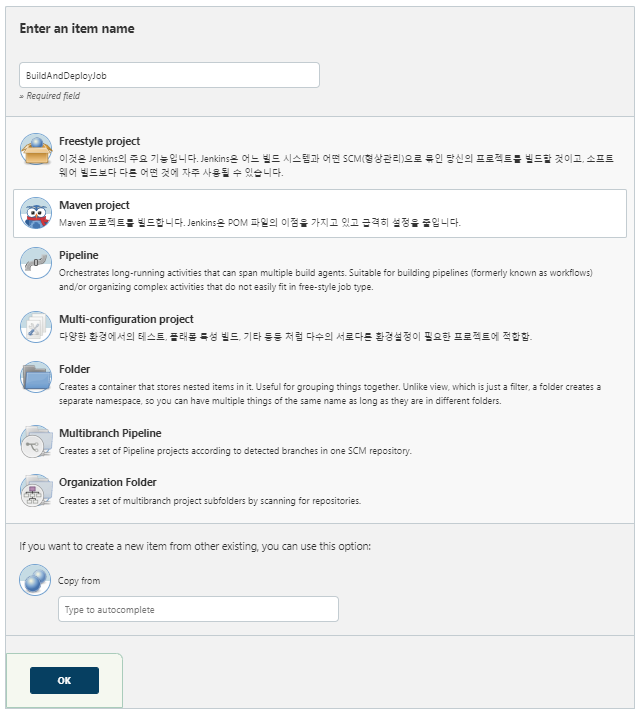 Enter an item name
BuildAndDeployJob
» Required field
Freestyle project
이것은 Jenkins의 주요 기능입니다. Jenkins은 어느 빌드 시스템과 어떤 SCM(형상관리)으로 묶인 당신의 프로젝트를 빌드할 것이고, 소프트
웨어 빌드보다 다른 어떤 것에 자주 사용될 수 있습니다.
Maven project
Maven 프로젝트를 빌드합니다. Jenkins은 POM 파일의 이점을 가지고 있고 급격히 설정을 줄입니다.
Pipeline
Orchestrates long-running activities that can span multiple build agents. Suitable for building pipelines (formerly known as workflows)
and/or organizing complex activities that do not easily fit in free-style job type.
Multi-configuration project
다양한 환경에서의 테스트, 플래폼 특성 빌드, 기타 등등 처럼 다수의 서로다른 환경설정이 필요한 프로젝트에 적합함.
Folder
Creates a container that stores nested items in it. Useful for grouping things together. Unlike view, which is just a filter, a folder creates a
separate namespace, so you can have multiple things of the same name as long as they are in different folders.
Multibranch Pipeline
Creates a set of Pipeline projects according to detected branches in one SCM repository.
Organization Folder
Creates a set of multibranch project subfolders by scanning for repositories.
If you want to create a new item from other existing, you can use this option:
Copy from
Type to autocomplete
OK